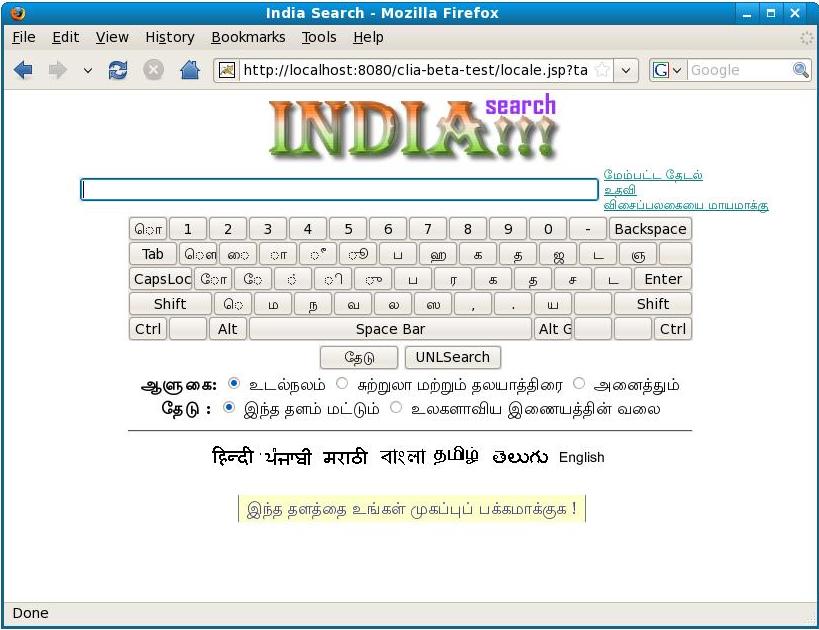 India Search - Mozilla Firefox
File Edit View History Bookmarks Tools Help
http://localhost:8080/clia-beta-test/locale.jsp?ta G Google
search
INDIA!!!
மேம்பட்ட தேடல்
உதவி
விசைப்பலகையை மாயமாக்கு
ொ 1 2 3 4 5 6 7 8 9 0 - Backspace
Tab ௌ ை ா ீ ூ ப ஹ க த ஜ ட ஞ
CapsLoc ோ ே ் ி ு ப ர க த ச ட Enter
Shift ெ ம ந வ ல ஸ , . ய Shift
Ctrl Alt Space Bar Alt G Ctrl
தேடு UNLSearch
ஆளுகை: உடல்நலம் சுற்றுலா மற்றும் தலயாத்திரை அனைத்தும்
தேடு : இந்த தளம் மட்டும் உலகளாவிய இணையத்தின் வலை
हिन्दी ਪੰਜਾਬੀ मराठी বাংলা தமிழ் తెలుగు English
இந்த தளத்தை உங்கள் முகப்புப் பக்கமாக்குக !
Done